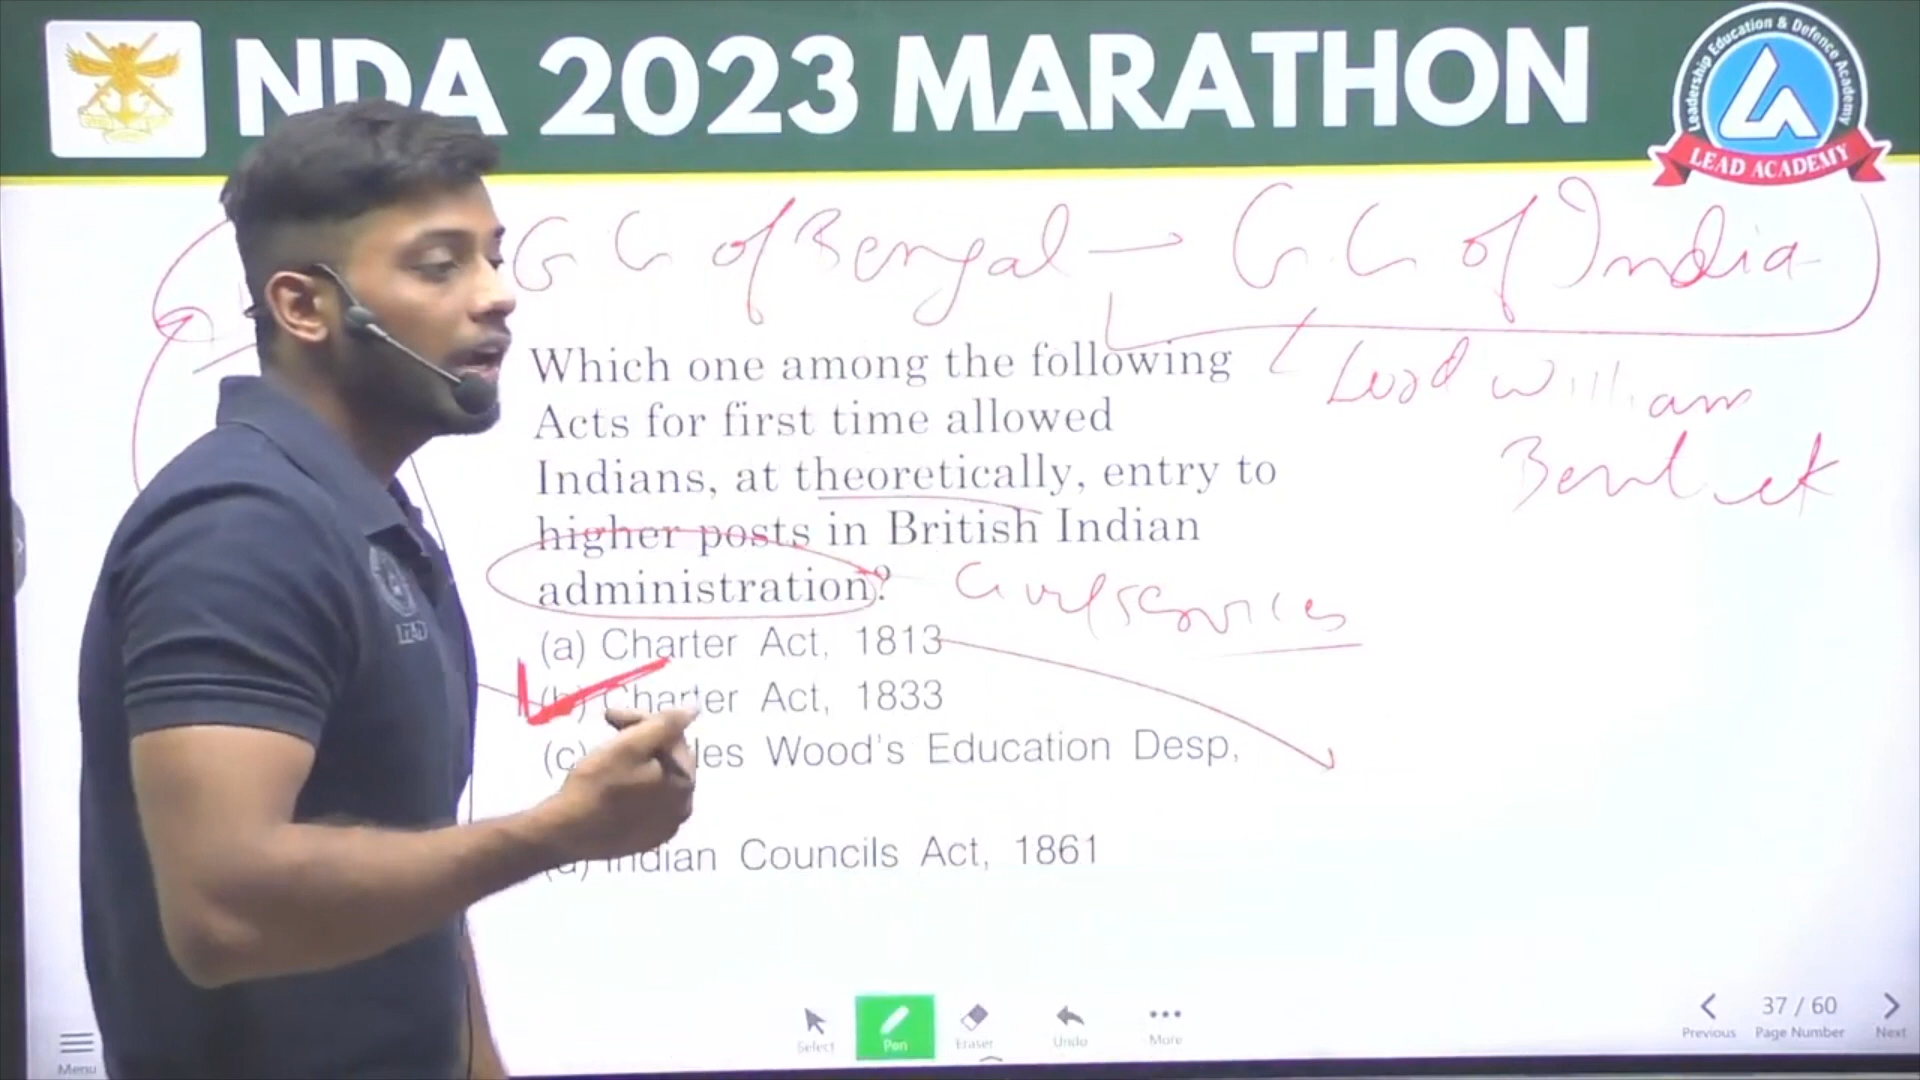 NDA 2023 MARATHON
Leadership Education & Defence Academy
LEAD ACADEMY
G G of Bengal → G.G of India
Lord William
Bentick
Which one among the following
Acts for first time allowed
Indians, at theoretically, entry to
higher posts in British Indian
administration?
Civil services
(a) Charter Act, 1813
(b) Charter Act, 1833
(c) les Wood's Education Desp,
(d) Indian Councils Act, 1861
Menu
Select
Pen
Eraser
Undo
More
37 / 60
Previous Page Number Next